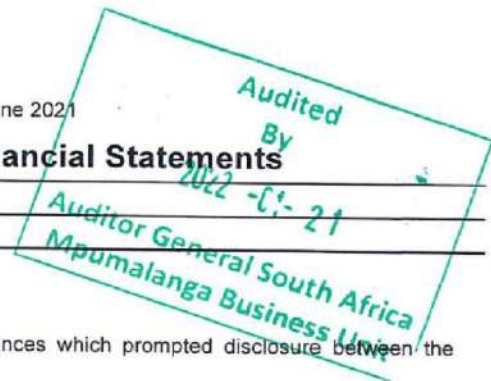 ne 2021
ancial Statements
Audited
By
2022 - - 21
Auditor General South Africa
Mpumalanga Business Unit
nces which prompted disclosure between the